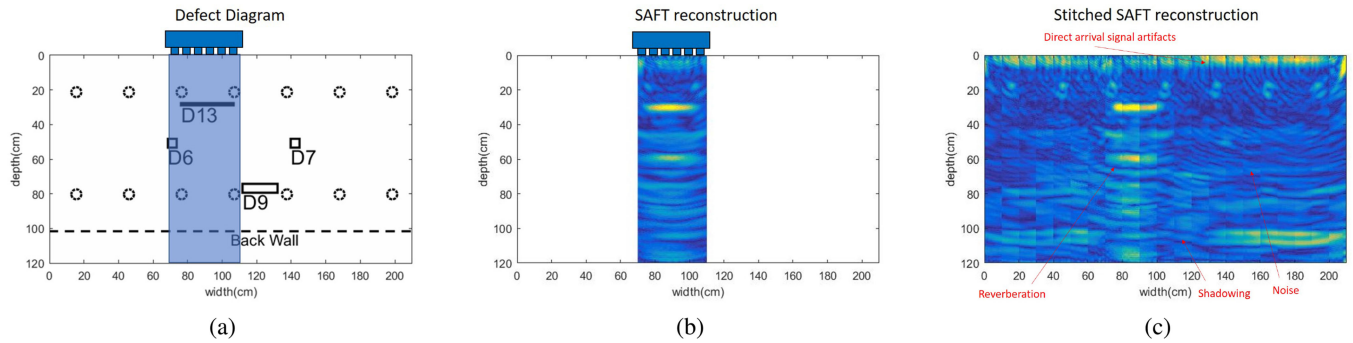 Defect Diagram
0
20
40
60
80
100
120
depth(cm)
D13
D6
D7
D9
Back Wall
0 20 40 60 80 100 120 140 160 180 200
width(cm)
(a)
SAFT reconstruction
0
20
40
60
80
100
120
depth(cm)
0 20 40 60 80 100 120 140 160 180 200
width(cm)
(b)
Stitched SAFT reconstruction
Direct arrival signal artifacts
0
20
40
60
80
100
120
depth(cm)
0 20 40 60 80 100 120 140 160 180 200
width(cm)
Reverberation
Shadowing
Noise
(c)